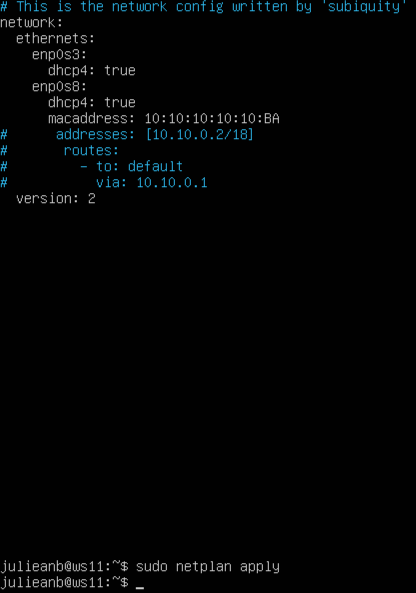 # This is the network config written by 'subiquity'
network:
  ethernets:
    enp0s3:
      dhcp4: true
    enp0s8:
      dhcp4: true
      macaddress: 10:10:10:10:10:BA
#      addresses: [10.10.0.2/18]
#       routes:
#         - to: default
#           via: 10.10.0.1
  version: 2
julieanb@ws11:~$ sudo netplan apply
julieanb@ws11:~$ _